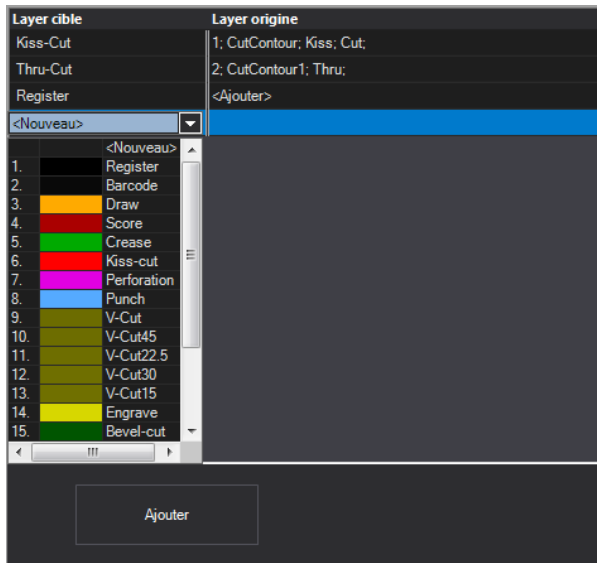 Layer cible Layer origine
Kiss-Cut 1; CutContour; Kiss; Cut;
Thru-Cut 2; CutContour1; Thru;
Register <Ajouter>
<Nouveau>
<Nouveau>
1. Register
2. Barcode
3. Draw
4. Score
5. Crease
6. Kiss-cut
7. Perforation
8. Punch
9. V-Cut
10. V-Cut45
11. V-Cut22.5
12. V-Cut30
13. V-Cut15
14. Engrave
15. Bevel-cut
Ajouter